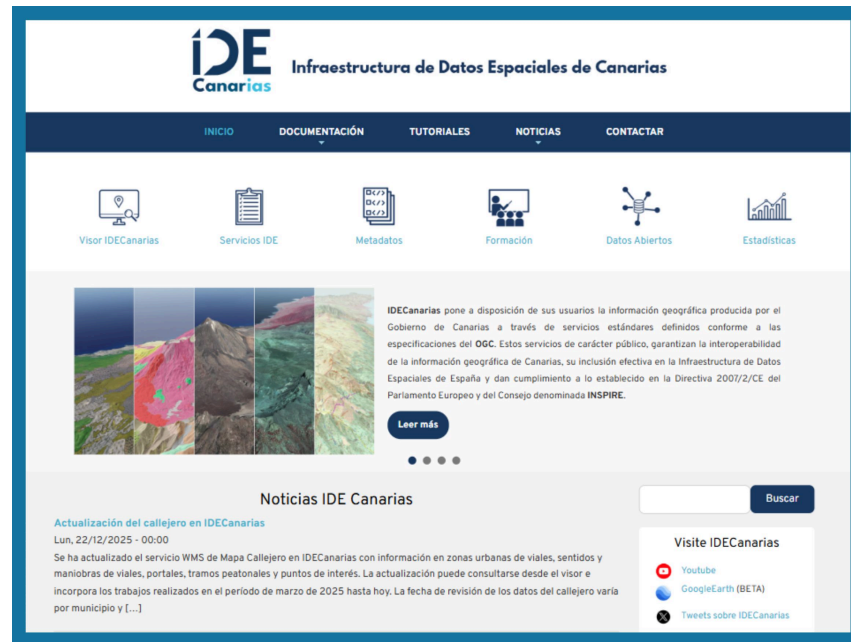 iDE
Canarias
Infraestructura de Datos Espaciales de Canarias
INICIO DOCUMENTACIÓN TUTORIALES NOTICIAS CONTACTAR
Visor IDECanarias Servicios IDE Metadatos Formación Datos Abiertos Estadísticas
IDECanarias pone a disposición de sus usuarios la información geográfica producida por el
Gobierno de Canarias a través de servicios estándares definidos conforme a las
especificaciones del OGC. Estos servicios de carácter público, garantizan la interoperabilidad
de la información geográfica de Canarias, su inclusión efectiva en la Infraestructura de Datos
Espaciales de España y dan cumplimiento a lo establecido en la Directiva 2007/2/CE del
Parlamento Europeo y del Consejo denominada INSPIRE.
Leer más
Noticias IDE Canarias
Actualización del callejero en IDECanarias
Lun, 22/12/2025 - 00:00
Se ha actualizado el servicio WMS de Mapa Callejero en IDECanarias con información en zonas urbanas de viales, sentidos y
maniobras de viales, portales, tramos peatonales y puntos de interés. La actualización puede consultarse desde el visor e
incorpora los trabajos realizados en el período de marzo de 2025 hasta hoy. La fecha de revisión de los datos del callejero varía
por municipio y [...]
Buscar
Visite IDECanarias
Youtube
GoogleEarth (BETA)
Tweets sobre IDECanarias